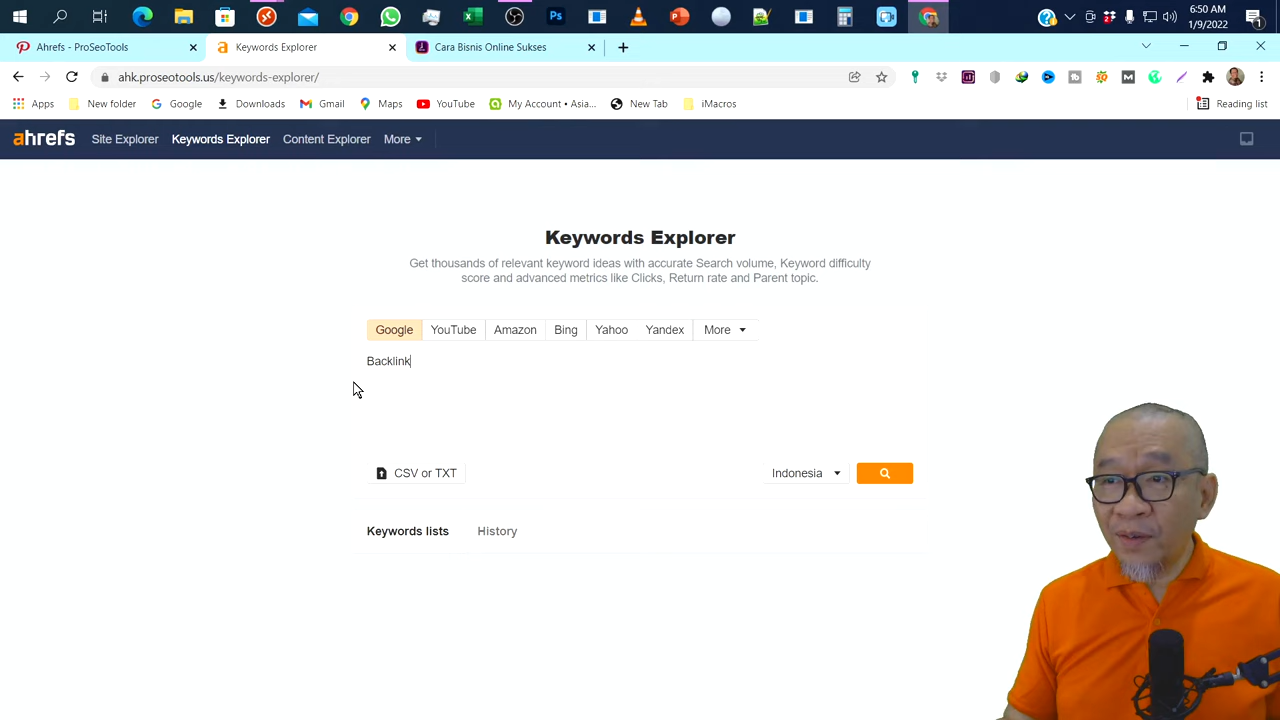 6:50 AM
1/9/2022
1
Ahrefs - ProSeoTools
Keywords Explorer
Cara Bisnis Online Sukses
ahk.proseotools.us/keywords-explorer/
Apps
New folder
Google
Downloads
Gmail
Maps
YouTube
My Account • Asia...
New Tab
iMacros
Reading list
ahrefs
Site Explorer
Keywords Explorer
Content Explorer
More
Keywords Explorer
Get thousands of relevant keyword ideas with accurate Search volume, Keyword difficulty
score and advanced metrics like Clicks, Return rate and Parent topic.
Google
YouTube
Amazon
Bing
Yahoo
Yandex
More
Backlink
CSV or TXT
Indonesia
Keywords lists
History